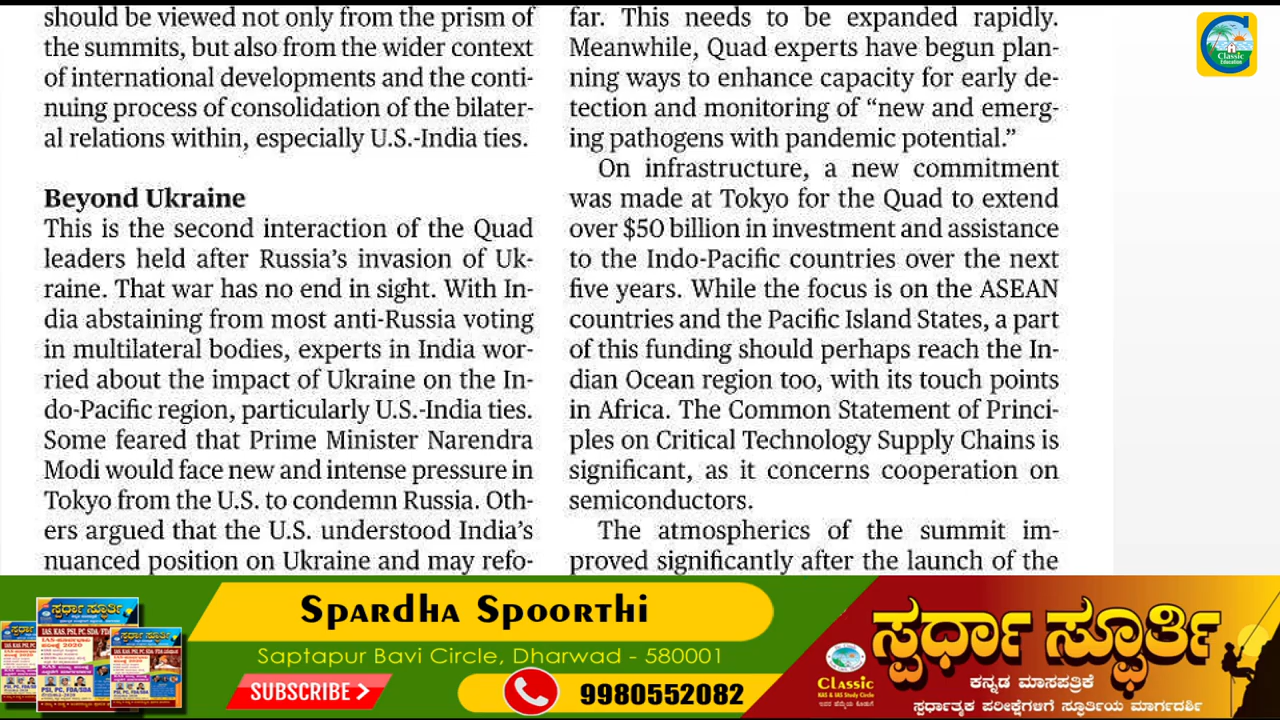 should be viewed not only from the prism of
the summits, but also from the wider context
of international developments and the conti-
nuing process of consolidation of the bilater-
al relations within, especially U.S.-India ties.
Beyond Ukraine
This is the second interaction of the Quad
leaders held after Russia’s invasion of Uk-
raine. That war has no end in sight. With In-
dia abstaining from most anti-Russia voting
in multilateral bodies, experts in India wor-
ried about the impact of Ukraine on the In-
do-Pacific region, particularly U.S.-India ties.
Some feared that Prime Minister Narendra
Modi would face new and intense pressure in
Tokyo from the U.S. to condemn Russia. Oth-
ers argued that the U.S. understood India’s
nuanced position on Ukraine and may refo-
far. This needs to be expanded rapidly.
Meanwhile, Quad experts have begun plan-
ning ways to enhance capacity for early de-
tection and monitoring of “new and emerg-
ing pathogens with pandemic potential.”
On infrastructure, a new commitment
was made at Tokyo for the Quad to extend
over $50 billion in investment and assistance
to the Indo-Pacific countries over the next
five years. While the focus is on the ASEAN
countries and the Pacific Island States, a part
of this funding should perhaps reach the In-
dian Ocean region too, with its touch points
in Africa. The Common Statement of Princi-
ples on Critical Technology Supply Chains is
significant, as it concerns cooperation on
semiconductors.
The atmospherics of the summit im-
proved significantly after the launch of the
Classic
Education
ಸ್ಪರ್ಧಾ ಸ್ಫೂರ್ತಿ
Spardha Spoorthi
Saptapur Bavi Circle, Dharwad - 580001
SUBSCRIBE
9980552082
Classic
KAS & IAS Study Circle
ಸ್ಪರ್ಧಾ ಸ್ಫೂರ್ತಿ
ಕನ್ನಡ ಮಾಸಪತ್ರಿಕೆ
ಸ್ಪರ್ಧಾತ್ಮಕ ಪರೀಕ್ಷೆಗಳಿಗೆ ಸ್ಫೂರ್ತಿಯ ಮಾರ್ಗದರ್ಶಿ